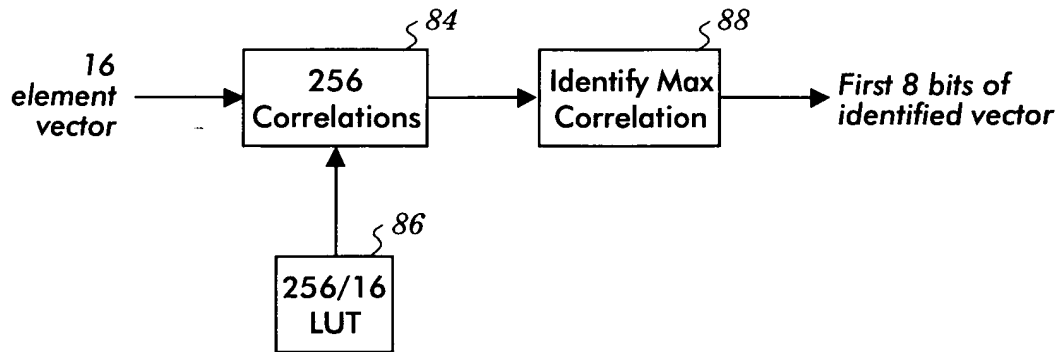 84
88
16
element
vector
256
Correlations
Identify Max
Correlation
First 8 bits of
identified vector
86
256/16
LUT